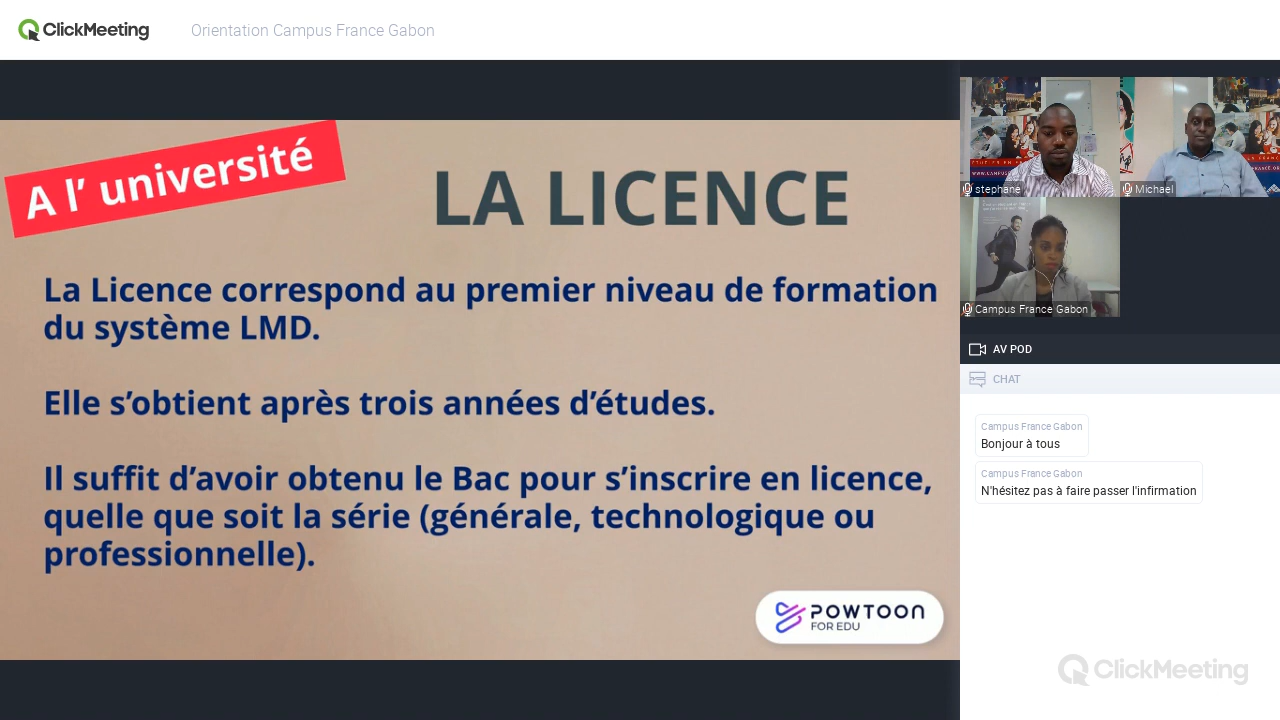 ClickMeeting
Orientation Campus France Gabon
A l’ université
LA LICENCE
La Licence correspond au premier niveau de formation
du système LMD.
Elle s’obtient après trois années d’études.
Il suffit d’avoir obtenu le Bac pour s’inscrire en licence,
quelle que soit la série (générale, technologique ou
professionnelle).
POWTOON
FOR EDU
stephane
Michael
Campus France Gabon
AV POD
CHAT
Campus France Gabon
Bonjour à tous
Campus France Gabon
N'hésitez pas à faire passer l'infirmation
ClickMeeting